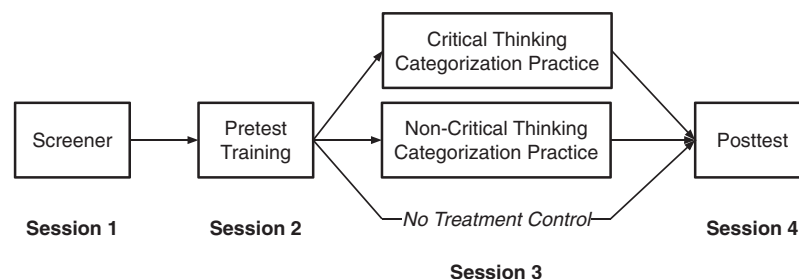 Critical Thinking
Categorization Practice
Screener
Pretest
Training
Non-Critical Thinking
Categorization Practice
Posttest
No Treatment Control
Session 1
Session 2
Session 4
Session 3